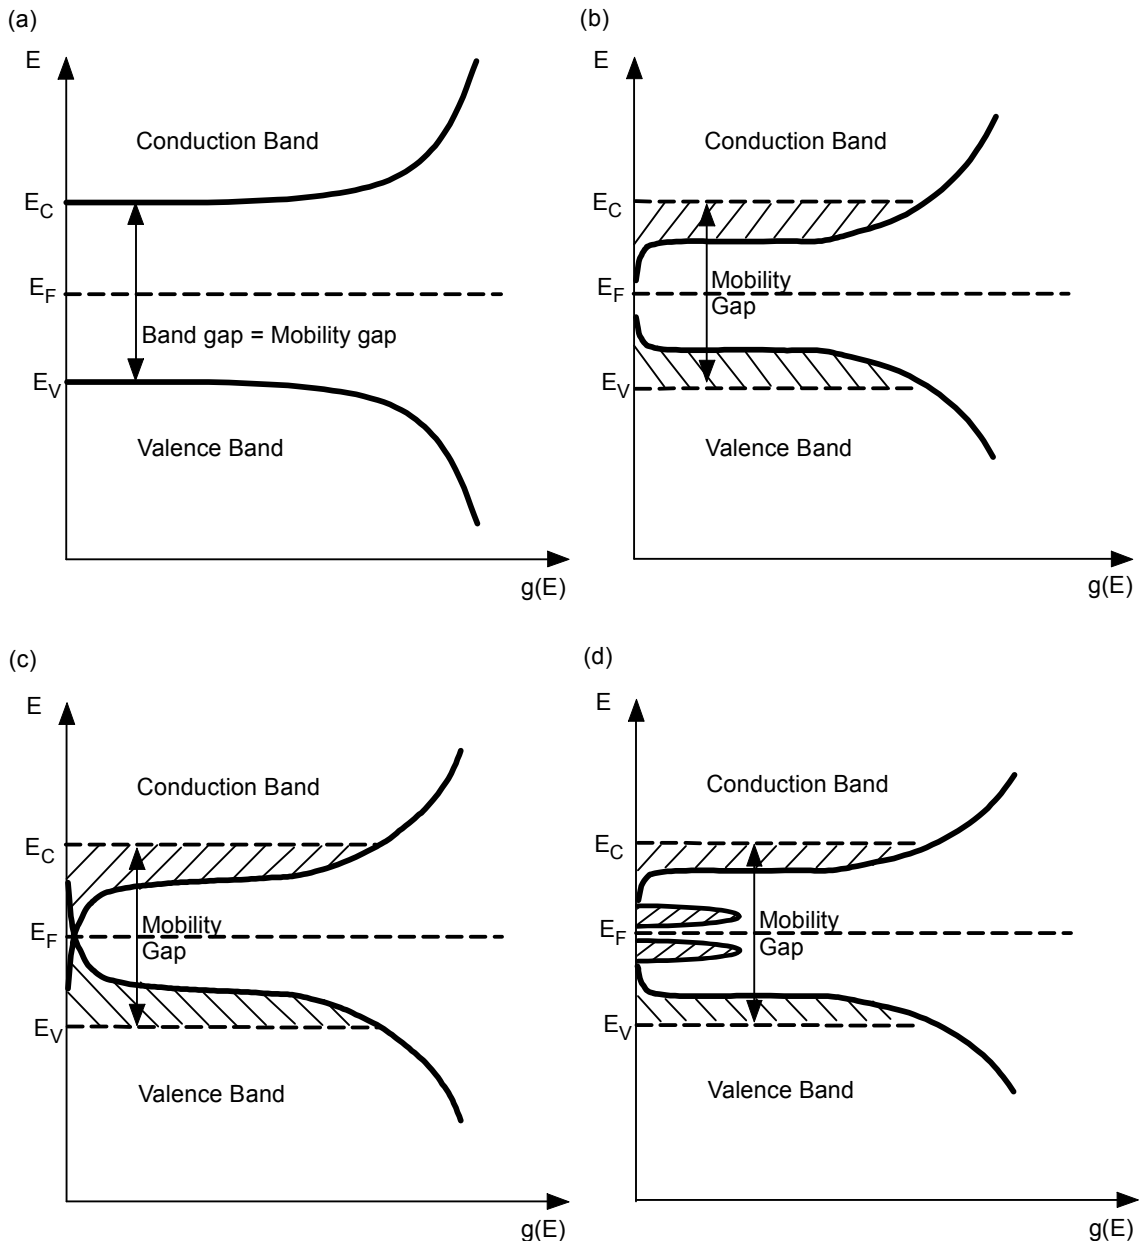 (a)
E
Conduction Band
E_C
E_F
Band gap = Mobility gap
E_V
Valence Band
g(E)
(b)
E
Conduction Band
E_C
Mobility
E_F
Gap
E_V
Valence Band
g(E)
(c)
E
Conduction Band
E_C
Mobility
E_F
Gap
E_V
Valence Band
g(E)
(d)
E
Conduction Band
E_C
Mobility
E_F
Gap
E_V
Valence Band
g(E)